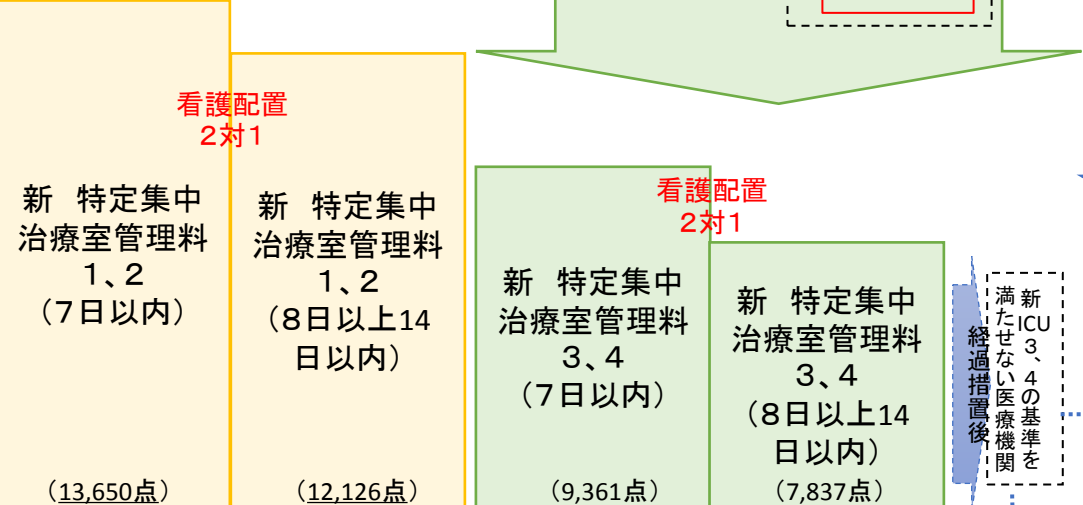 看護配置
２対１
新　特定集中
治療室管理料
１、２
（７日以内）
（13,650点）
新　特定集中
治療室管理料
１、２
（８日以上14
日以内）
（12,126点）
看護配置
２対１
新　特定集中
治療室管理料
３、４
（７日以内）
（9,361点）
新　特定集中
治療室管理料
３、４
（８日以上14
日以内）
（7,837点）
経過措置後
新ICU３、４の基準を
満たせない医療機関